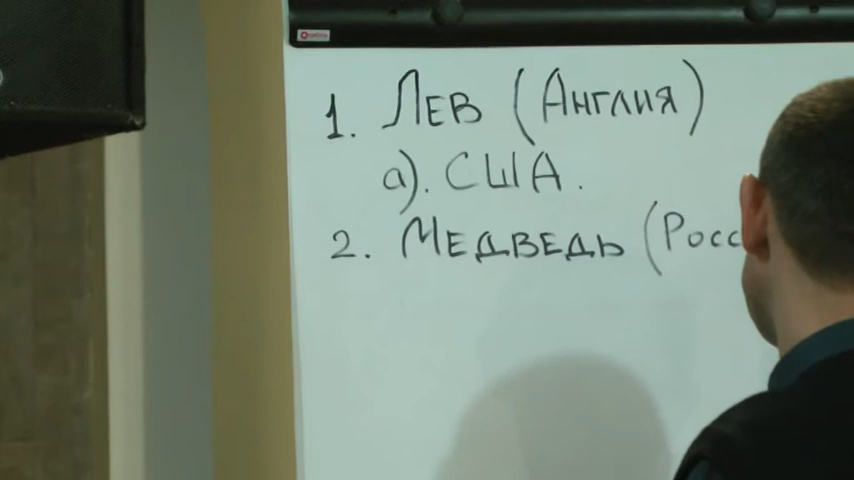 1. Лев (Англия)
а). США.
2. Медведь (Росс